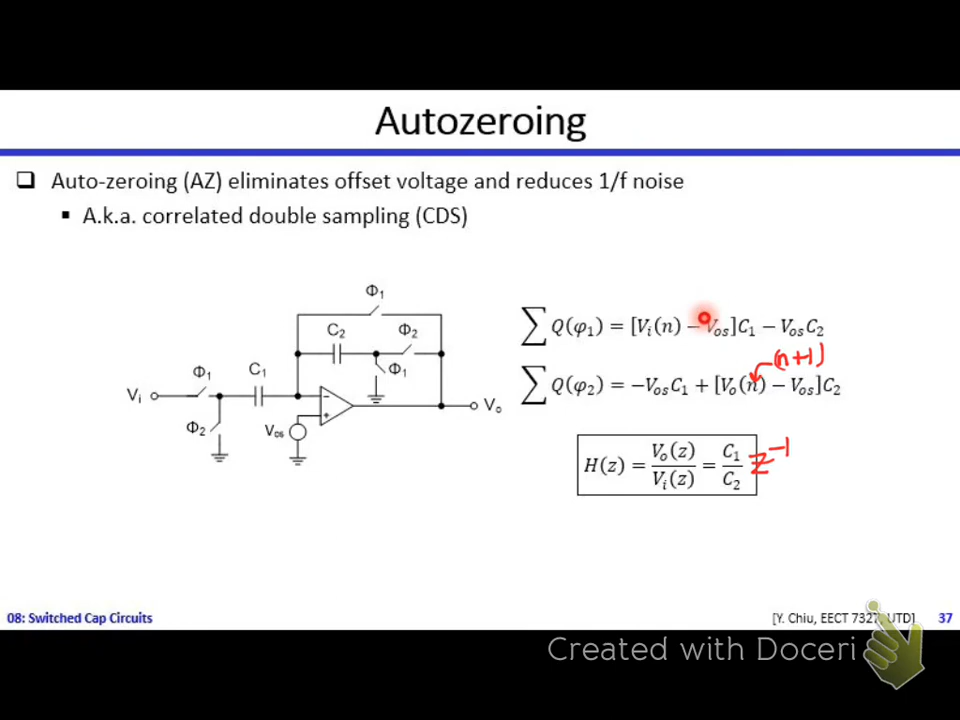 Autozeroing
❑ Auto-zeroing (AZ) eliminates offset voltage and reduces 1/f noise
▪ A.k.a. correlated double sampling (CDS)
Φ1
C2
Φ2
Φ1
C1
Φ1
Vi
Φ2
Vos
Vo
∑ Q(φ1) = [Vi(n) − Vos]C1 − VosC2
(n+1)
∑ Q(φ2) = −VosC1 + [Vo(n) − Vos]C2
H(z) = Vo(z)/Vi(z) = C1/C2 z⁻¹
08: Switched Cap Circuits
[Y. Chiu, EECT 7327, UTD] 37
Created with Doceri